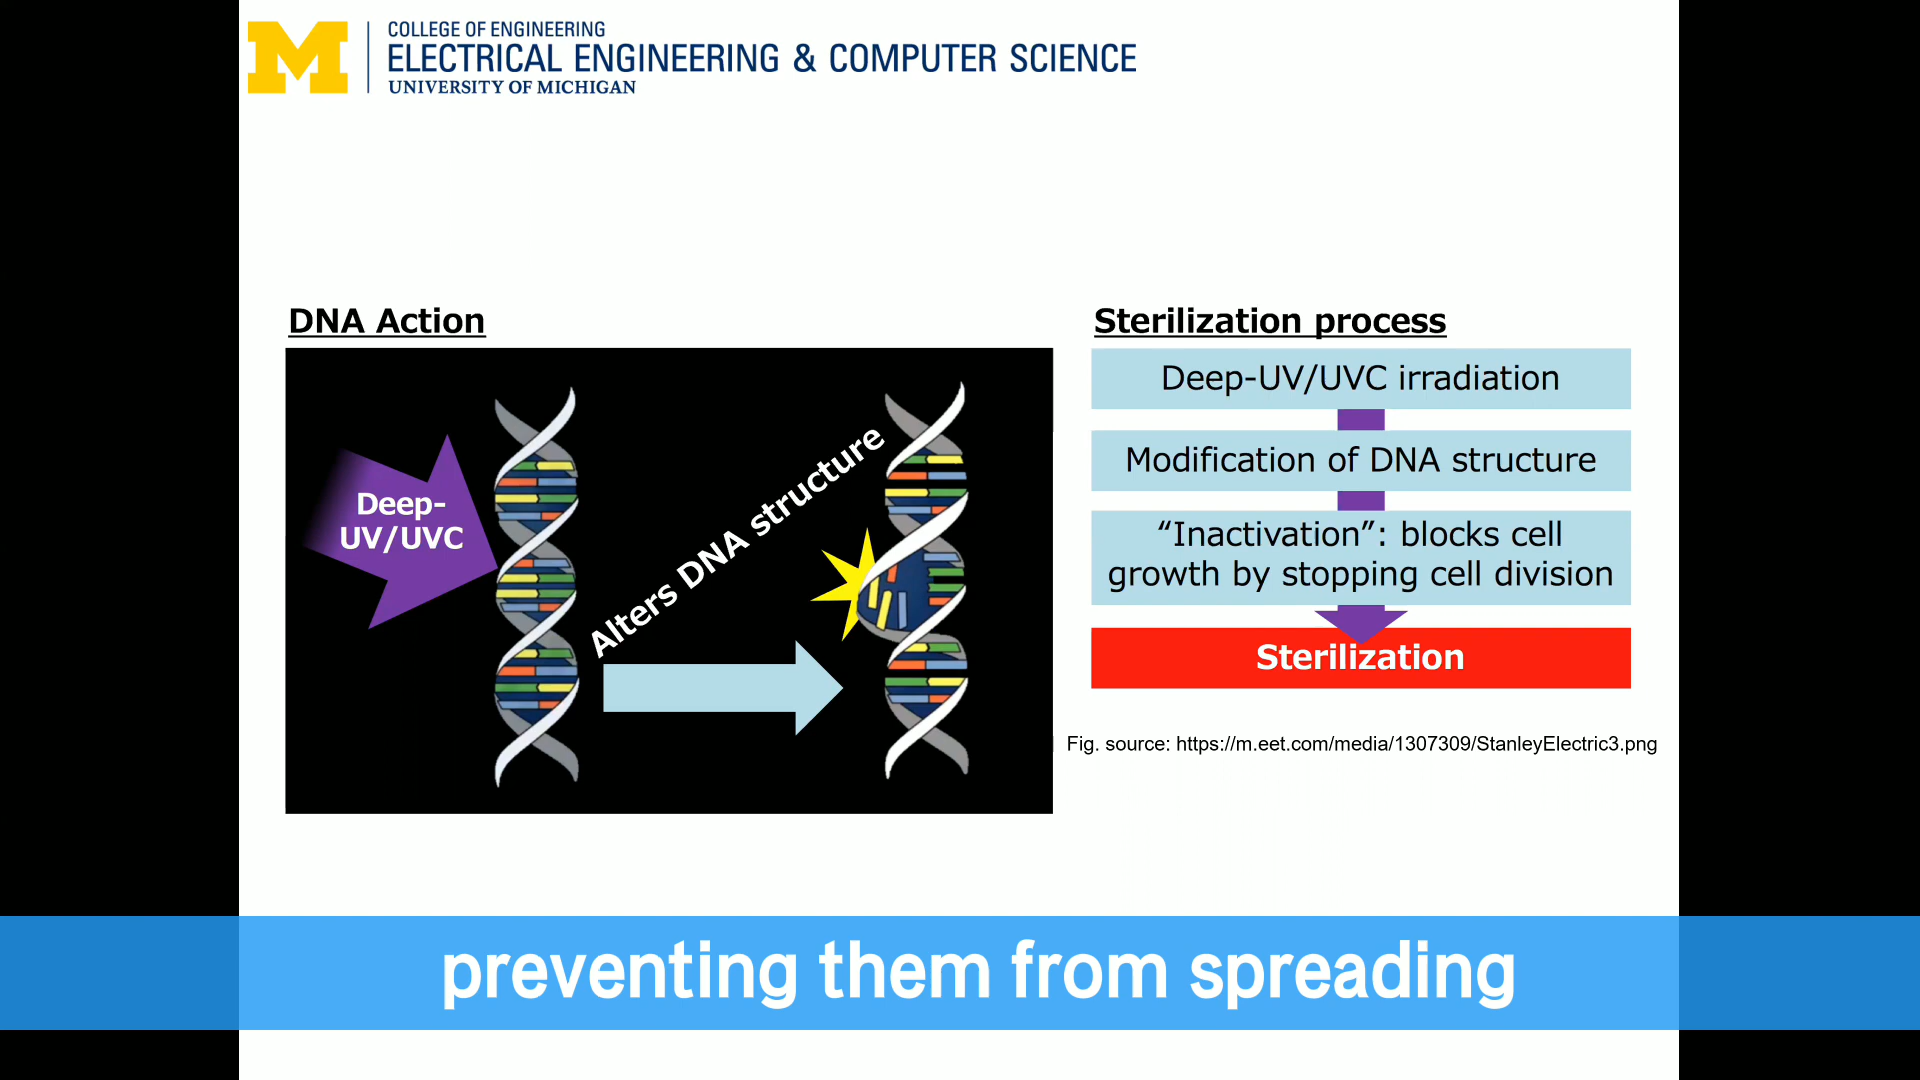 COLLEGE OF ENGINEERING
ELECTRICAL ENGINEERING & COMPUTER SCIENCE
UNIVERSITY OF MICHIGAN
DNA Action
Deep-
UV/UVC
Alters DNA structure
Sterilization process
Deep-UV/UVC irradiation
Modification of DNA structure
“Inactivation”: blocks cell
growth by stopping cell division
Sterilization
Fig. source: https://m.eet.com/media/1307309/StanleyElectric3.png
preventing them from spreading